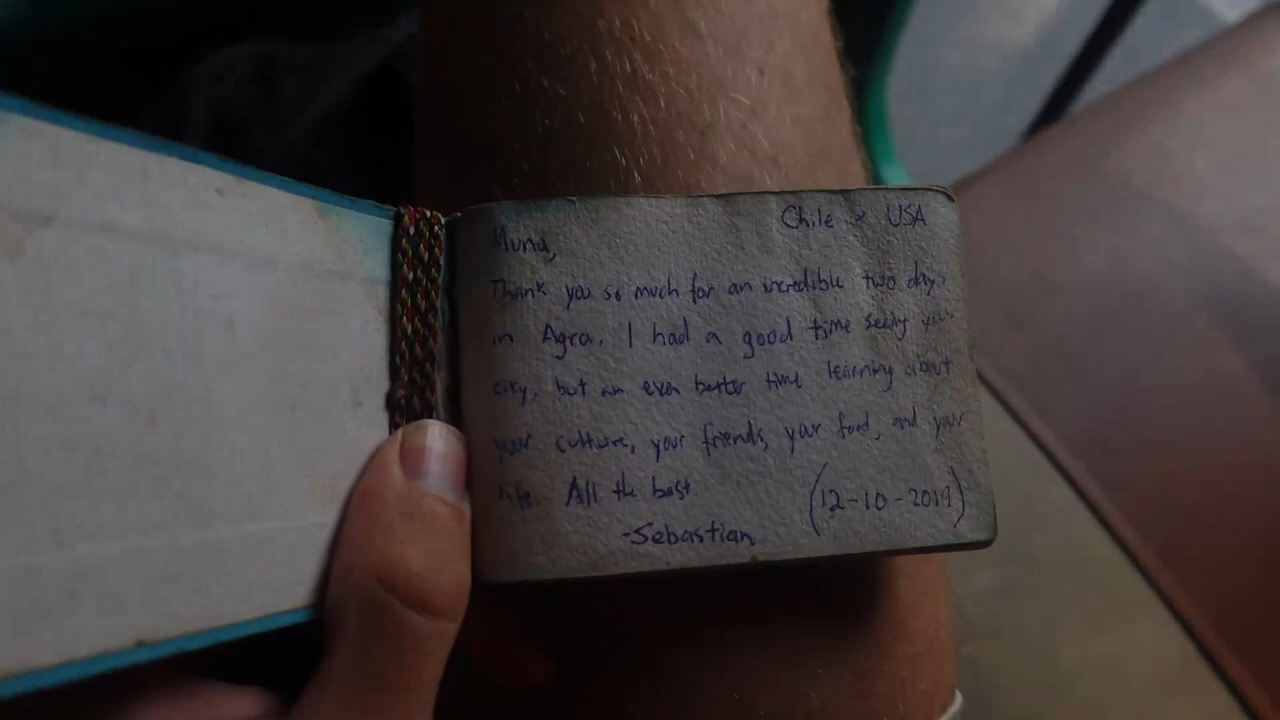 Chile & USA
Muna,
Thank you so much for an incredible two days
in Agra. I had a good time seeing your
city, but an even better time learning about
your culture, your friends, your food, and your
life. All the best
(12-10-2019)
-Sebastian